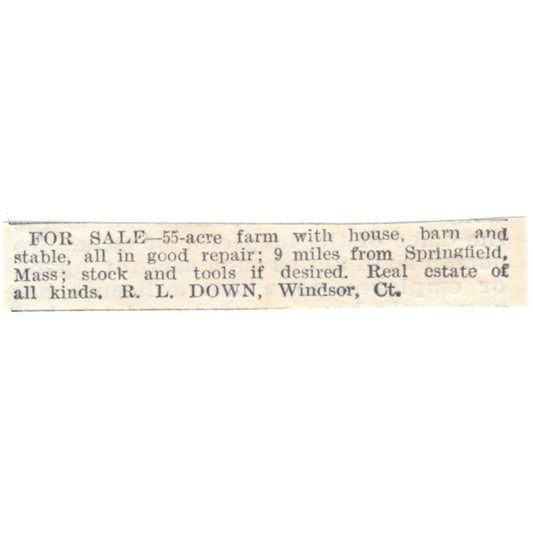 FOR SALE—55-acre farm with house, barn and
stable, all in good repair; 9 miles from Springfield,
Mass; stock and tools if desired. Real estate of
all kinds. R. L. DOWN, Windsor, Ct.